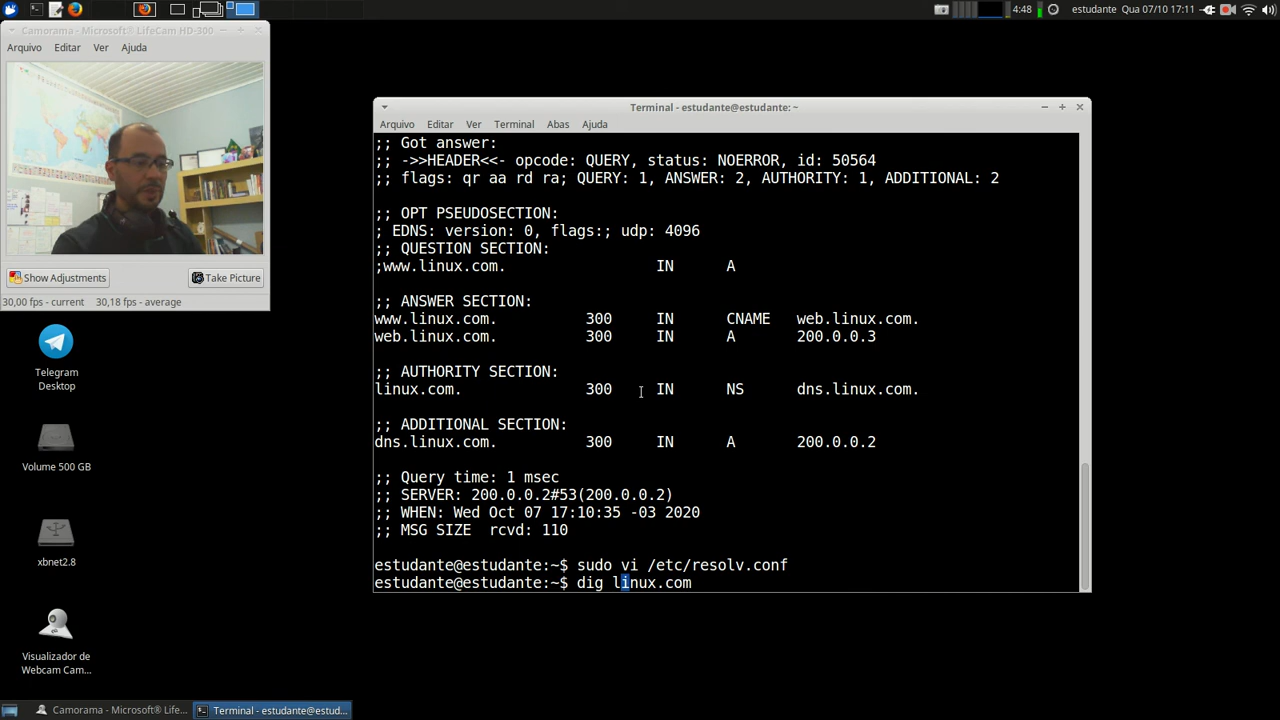 4:48 estudante Qua 07/10 17:11
Camorama - Microsoft® LifeCam HD-300
Arquivo Editar Ver Ajuda
Show Adjustments Take Picture
30,00 fps - current 30,18 fps - average
Telegram
Desktop
Volume 500 GB
xbnet2.8
Visualizador de
Webcam Cam...
Terminal - estudante@estudante: ~
Arquivo Editar Ver Terminal Abas Ajuda
;; Got answer:
;; ->>HEADER<<- opcode: QUERY, status: NOERROR, id: 50564
;; flags: qr aa rd ra; QUERY: 1, ANSWER: 2, AUTHORITY: 1, ADDITIONAL: 2
;; OPT PSEUDOSECTION:
; EDNS: version: 0, flags:; udp: 4096
;; QUESTION SECTION:
;www.linux.com. IN A
;; ANSWER SECTION:
www.linux.com. 300 IN CNAME web.linux.com.
web.linux.com. 300 IN A 200.0.0.3
;; AUTHORITY SECTION:
linux.com. 300 IN NS dns.linux.com.
;; ADDITIONAL SECTION:
dns.linux.com. 300 IN A 200.0.0.2
;; Query time: 1 msec
;; SERVER: 200.0.0.2#53(200.0.0.2)
;; WHEN: Wed Oct 07 17:10:35 -03 2020
;; MSG SIZE rcvd: 110
estudante@estudante:~$ sudo vi /etc/resolv.conf
estudante@estudante:~$ dig linux.com
Camorama - Microsoft® Life... Terminal - estudante@estud...